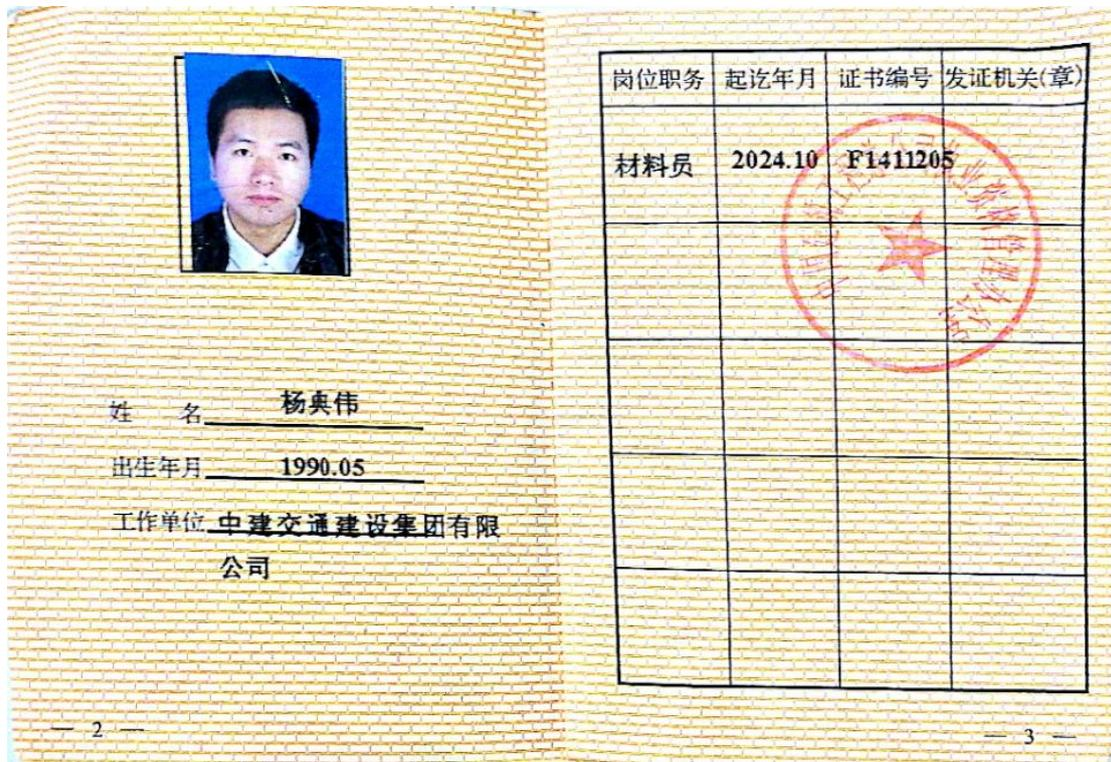 姓 名 杨典伟
出生年月 1990.05
工作单位 中建交通建设集团有限
公司
— 2 —
岗位职务 起讫年月 证书编号 发证机关(章)
材料员 2024.10 F1411205
— 3 —